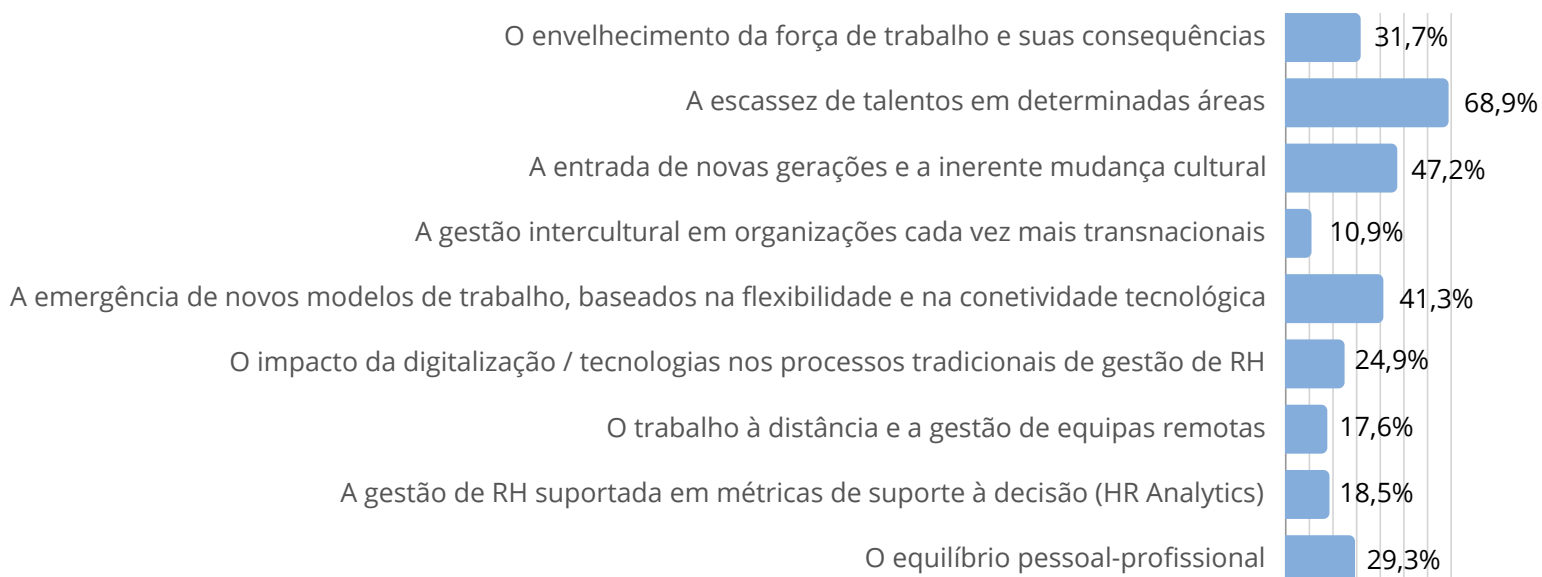 O envelhecimento da força de trabalho e suas consequências 31,7%
A escassez de talentos em determinadas áreas 68,9%
A entrada de novas gerações e a inerente mudança cultural 47,2%
A gestão intercultural em organizações cada vez mais transnacionais 10,9%
A emergência de novos modelos de trabalho, baseados na flexibilidade e na conetividade tecnológica 41,3%
O impacto da digitalização / tecnologias nos processos tradicionais de gestão de RH 24,9%
O trabalho à distância e a gestão de equipas remotas 17,6%
A gestão de RH suportada em métricas de suporte à decisão (HR Analytics) 18,5%
O equilíbrio pessoal-profissional 29,3%